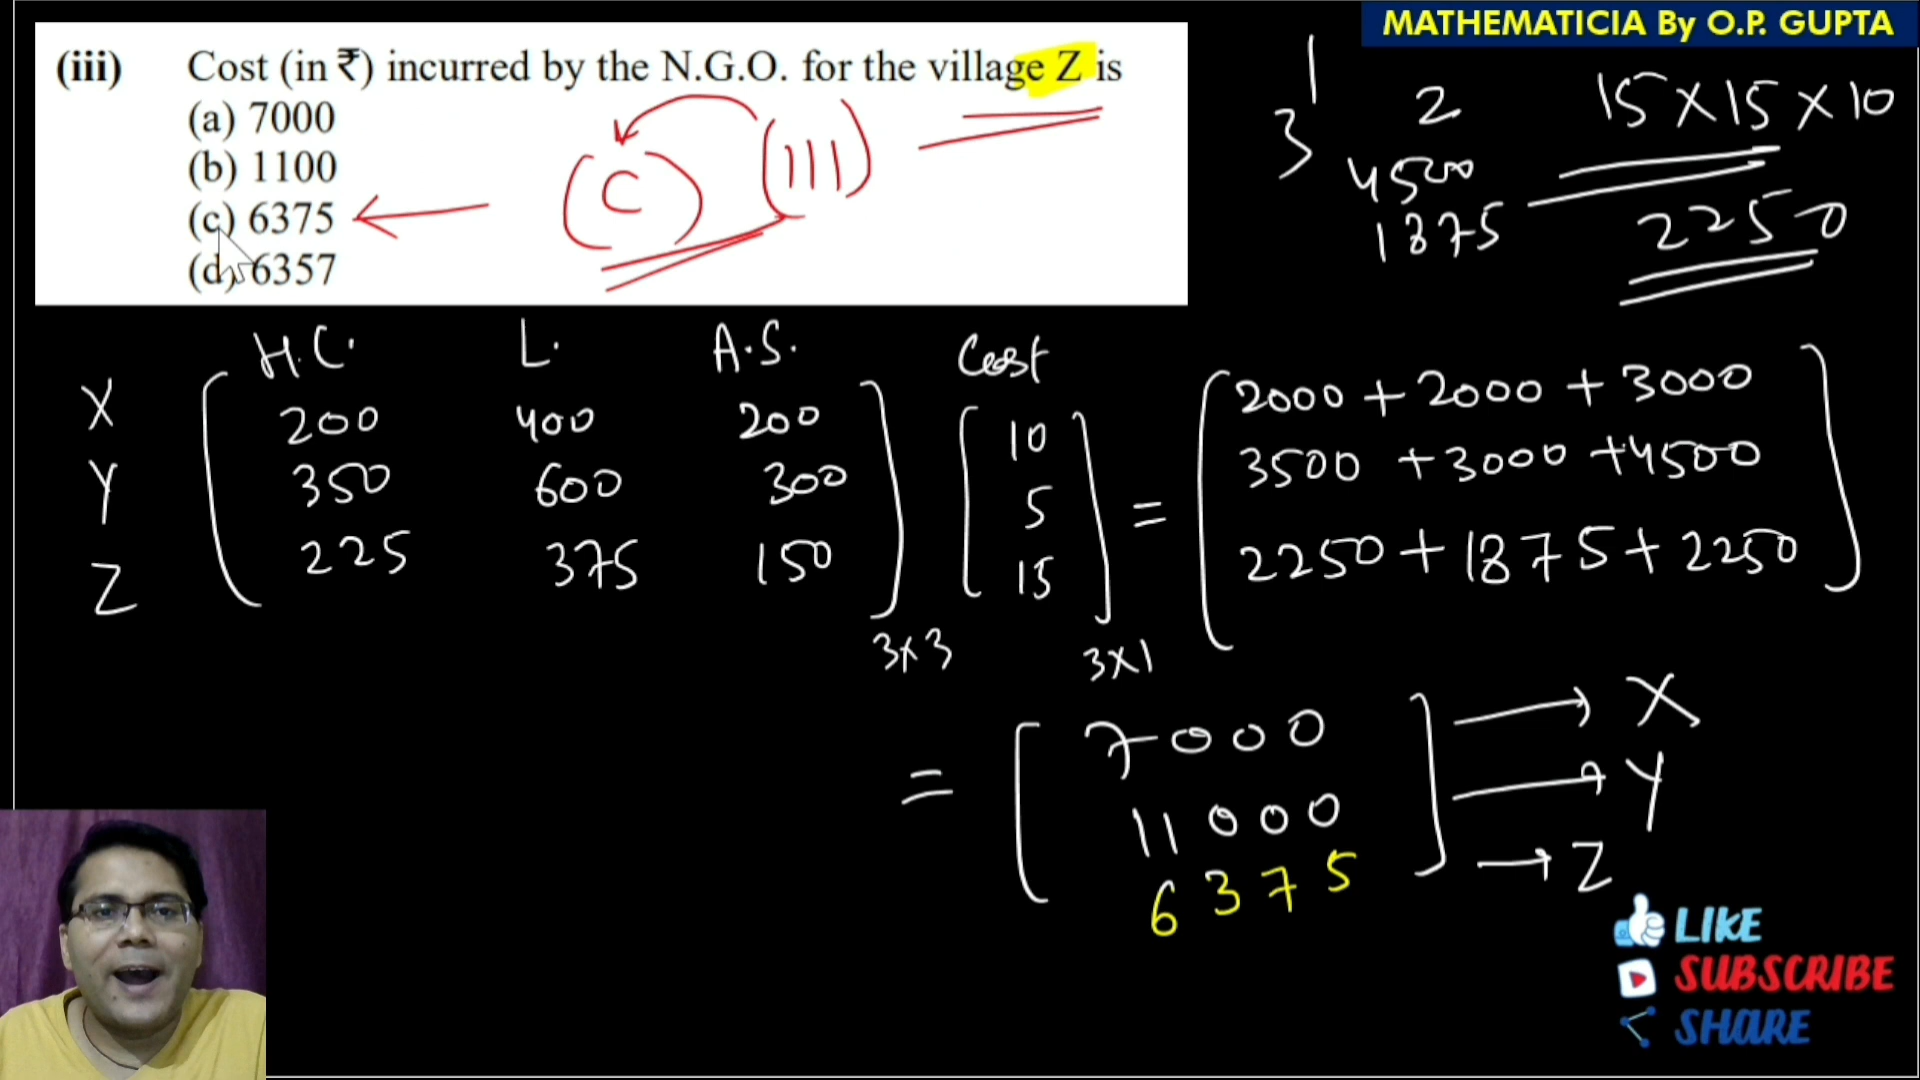 MATHEMATICIA By O.P. GUPTA
(iii) Cost (in ₹) incurred by the N.G.O. for the village Z is
(a) 7000
(b) 1100
(c) 6375
(d) 6357
(C) (III)
1
3 2
4500
1875
15 × 15 × 10
2250
H.C. L. A.S. Cost
X 200 400 200 10 2000 + 2000 + 3000
Y 350 600 300 5 = 3500 + 3000 + 4500
Z 225 375 150 15 2250 + 1875 + 2250
3×3 3×1
7000 → X
= 11000 → Y
6375 → Z
LIKE
SUBSCRIBE
SHARE